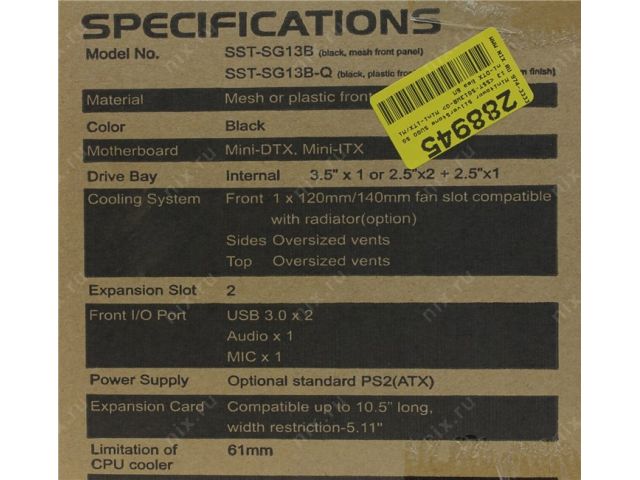 SPECIFICATIONS
Model No. SST-SG13B (black, mesh front panel)
SST-SG13B-Q (black, plastic fro m finish)
Material Mesh or plastic front
288945
Color Black
Motherboard Mini-DTX, Mini-ITX
Drive Bay Internal 3.5" x 1 or 2.5"x2 + 2.5"x1
Cooling System Front 1 x 120mm/140mm fan slot compatible
with radiator(option)
Sides Oversized vents
Top Oversized vents
Expansion Slot 2
Front I/O Port USB 3.0 x 2
Audio x 1
MIC x 1
Power Supply Optional standard PS2(ATX)
Expansion Card Compatible up to 10.5" long,
width restriction-5.11"
Limitation of 61mm
CPU cooler
nix.ru